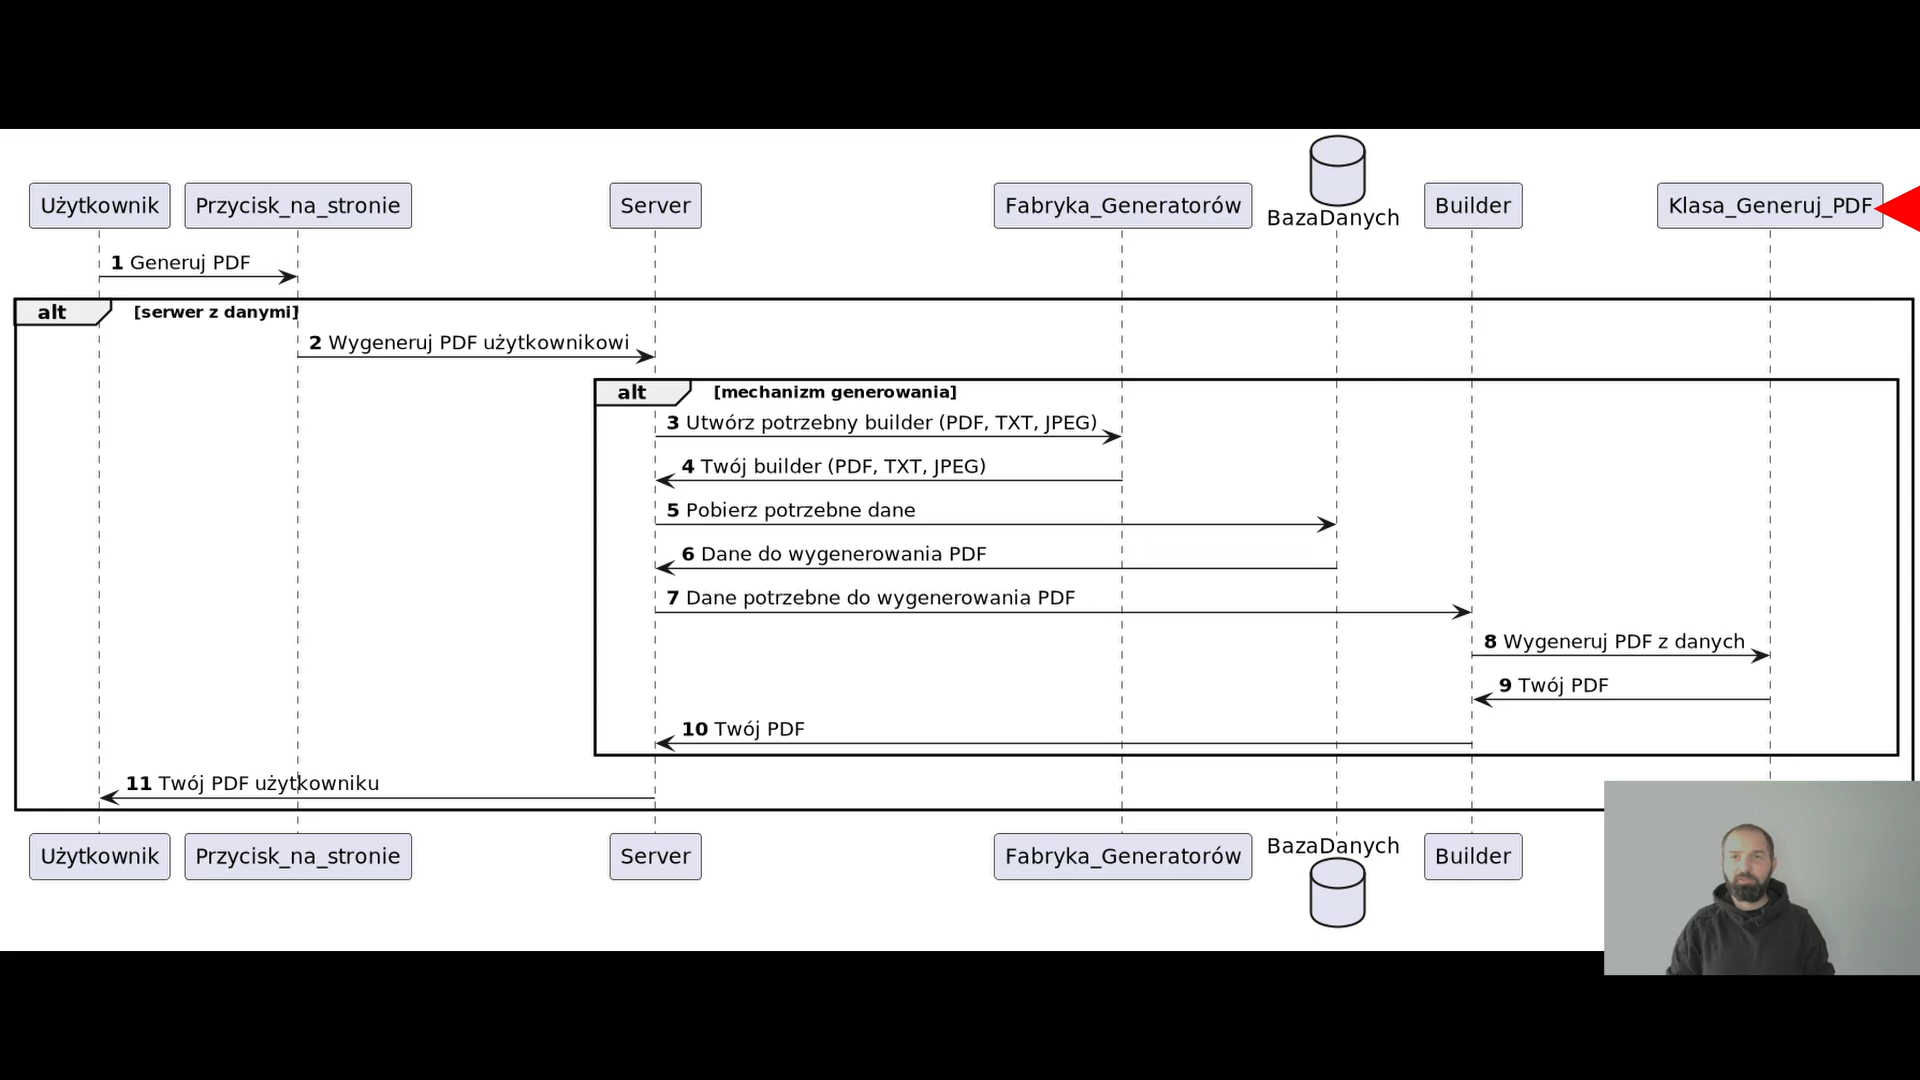 BazaDanych
Użytkownik
Przycisk_na_stronie
Server
Fabryka_Generatorów
Builder
Klasa_Generuj_PDF
1 Generuj PDF
alt [serwer z danymi]
2 Wygeneruj PDF użytkownikowi
alt [mechanizm generowania]
3 Utwórz potrzebny builder (PDF, TXT, JPEG)
4 Twój builder (PDF, TXT, JPEG)
5 Pobierz potrzebne dane
6 Dane do wygenerowania PDF
7 Dane potrzebne do wygenerowania PDF
8 Wygeneruj PDF z danych
9 Twój PDF
10 Twój PDF
11 Twój PDF użytkowniku
Użytkownik
Przycisk_na_stronie
Server
Fabryka_Generatorów
BazaDanych
Builder